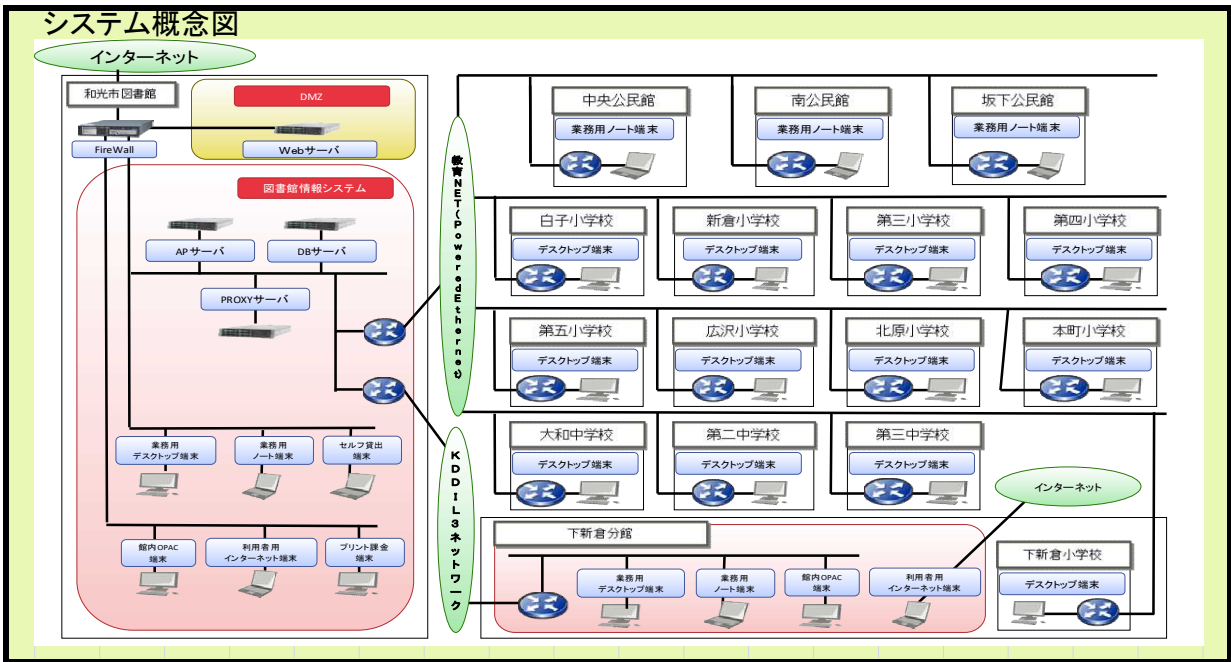 システム概念図
インターネット
和光市図書館
FireWall
DMZ
Webサーバ
図書館情報システム
APサーバ
DBサーバ
PROXYサーバ
業務用
デスクトップ端末
業務用
ノート端末
セルフ貸出
端末
館内OPAC
端末
利用者用
インターネット端末
プリント課金
端末
教育NET(PoweredEthernet)
KDDIL3ネットワーク
中央公民館
業務用ノート端末
南公民館
業務用ノート端末
坂下公民館
業務用ノート端末
白子小学校
デスクトップ端末
新倉小学校
デスクトップ端末
第三小学校
デスクトップ端末
第四小学校
デスクトップ端末
第五小学校
デスクトップ端末
広沢小学校
デスクトップ端末
北原小学校
デスクトップ端末
本町小学校
デスクトップ端末
大和中学校
デスクトップ端末
第二中学校
デスクトップ端末
第三中学校
デスクトップ端末
インターネット
下新倉分館
業務用
デスクトップ端末
業務用
ノート端末
館内OPAC
端末
利用者用
インターネット端末
下新倉小学校
デスクトップ端末